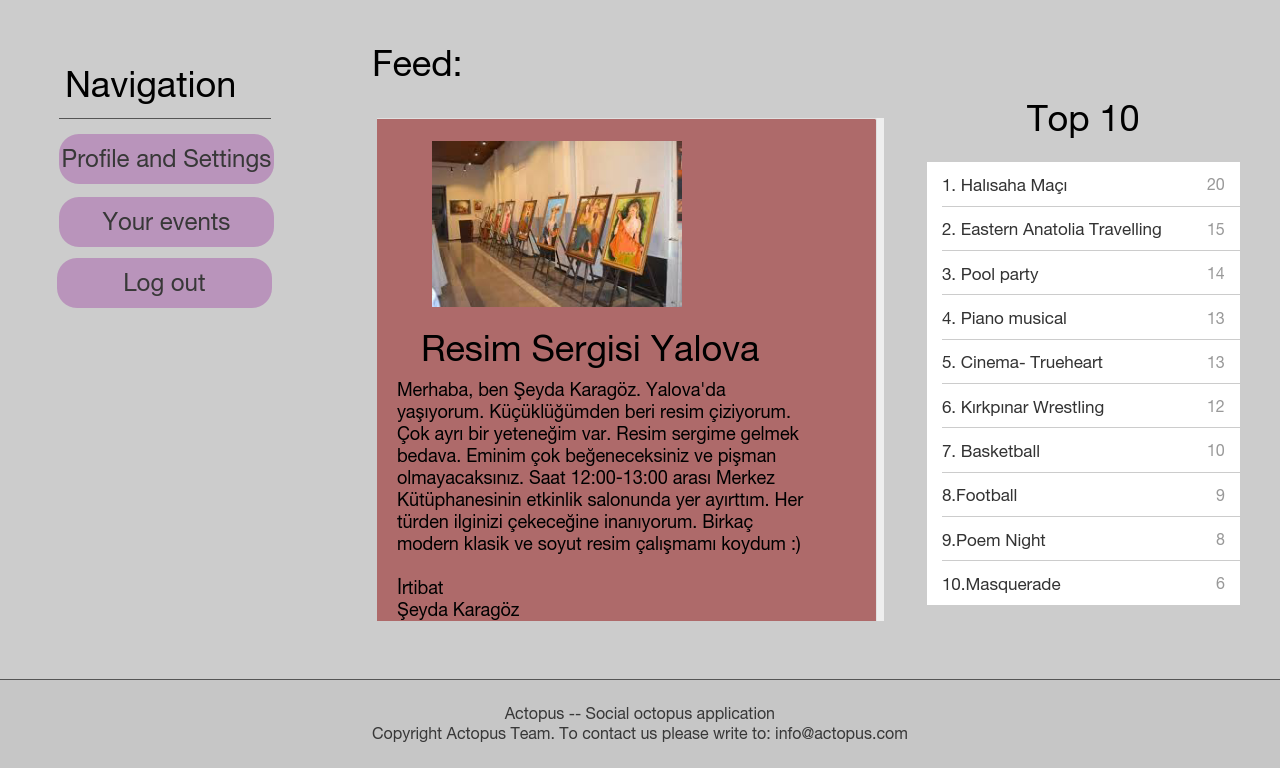 Navigation
Profile and Settings
Your events
Log out
Feed:
Resim Sergisi Yalova
Merhaba, ben Şeyda Karagöz. Yalova'da
yaşıyorum. Küçüklüğümden beri resim çiziyorum.
Çok ayrı bir yeteneğim var. Resim sergime gelmek
bedava. Eminim çok beğeneceksiniz ve pişman
olmayacaksınız. Saat 12:00-13:00 arası Merkez
Kütüphanesinin etkinlik salonunda yer ayırttım. Her
türden ilginizi çekeceğine inanıyorum. Birkaç
modern klasik ve soyut resim çalışmamı koydum :)
İrtibat
Şeyda Karagöz
Top 10
1. Halısaha Maçı 20
2. Eastern Anatolia Travelling 15
3. Pool party 14
4. Piano musical 13
5. Cinema- Trueheart 13
6. Kırkpınar Wrestling 12
7. Basketball 10
8.Football 9
9.Poem Night 8
10.Masquerade 6
Actopus -- Social octopus application
Copyright Actopus Team. To contact us please write to: info@actopus.com